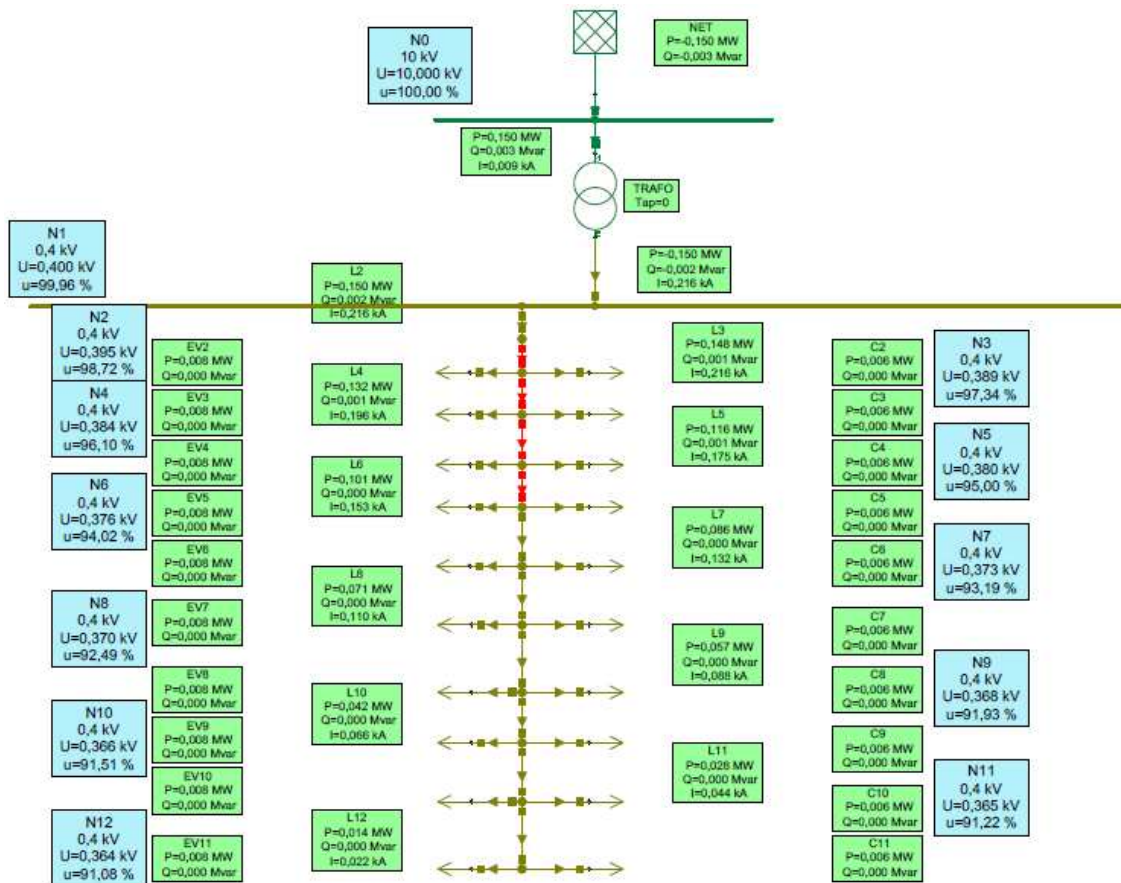 N0
10 kV
U=10,000 kV
u=100,00 %
NET
P=-0,150 MW
Q=-0,003 Mvar
P=0,150 MW
Q=0,003 Mvar
I=0,009 kA
TRAFO
Tap=0
N1
0,4 kV
U=0,400 kV
u=99,96 %
P=-0,150 MW
Q=-0,002 Mvar
I=0,216 kA
L2
P=0,150 MW
Q=0,002 Mvar
I=0,216 kA
N2
0,4 kV
U=0,395 kV
u=98,72 %
EV2
P=0,008 MW
Q=0,000 Mvar
L3
P=0,148 MW
Q=0,001 Mvar
I=0,216 kA
C2
P=0,006 MW
Q=0,000 Mvar
N3
0,4 kV
U=0,389 kV
u=97,34 %
N4
0,4 kV
U=0,384 kV
u=96,10 %
EV3
P=0,008 MW
Q=0,000 Mvar
L4
P=0,132 MW
Q=0,001 Mvar
I=0,196 kA
C3
P=0,006 MW
Q=0,000 Mvar
EV4
P=0,008 MW
Q=0,000 Mvar
L5
P=0,116 MW
Q=0,001 Mvar
I=0,175 kA
C4
P=0,006 MW
Q=0,000 Mvar
N5
0,4 kV
U=0,380 kV
u=95,00 %
N6
0,4 kV
U=0,376 kV
u=94,02 %
EV5
P=0,008 MW
Q=0,000 Mvar
L6
P=0,101 MW
Q=0,000 Mvar
I=0,153 kA
C5
P=0,006 MW
Q=0,000 Mvar
EV6
P=0,008 MW
Q=0,000 Mvar
L7
P=0,086 MW
Q=0,000 Mvar
I=0,132 kA
C6
P=0,006 MW
Q=0,000 Mvar
N7
0,4 kV
U=0,373 kV
u=93,19 %
N8
0,4 kV
U=0,370 kV
u=92,49 %
EV7
P=0,008 MW
Q=0,000 Mvar
L8
P=0,071 MW
Q=0,000 Mvar
I=0,110 kA
C7
P=0,006 MW
Q=0,000 Mvar
EV8
P=0,008 MW
Q=0,000 Mvar
L9
P=0,057 MW
Q=0,000 Mvar
I=0,088 kA
C8
P=0,006 MW
Q=0,000 Mvar
N9
0,4 kV
U=0,368 kV
u=91,93 %
N10
0,4 kV
U=0,366 kV
u=91,51 %
EV9
P=0,008 MW
Q=0,000 Mvar
L10
P=0,042 MW
Q=0,000 Mvar
I=0,066 kA
C9
P=0,006 MW
Q=0,000 Mvar
EV10
P=0,008 MW
Q=0,000 Mvar
L11
P=0,028 MW
Q=0,000 Mvar
I=0,044 kA
C10
P=0,006 MW
Q=0,000 Mvar
N11
0,4 kV
U=0,365 kV
u=91,22 %
N12
0,4 kV
U=0,364 kV
u=91,08 %
EV11
P=0,008 MW
Q=0,000 Mvar
L12
P=0,014 MW
Q=0,000 Mvar
I=0,022 kA
C11
P=0,006 MW
Q=0,000 Mvar